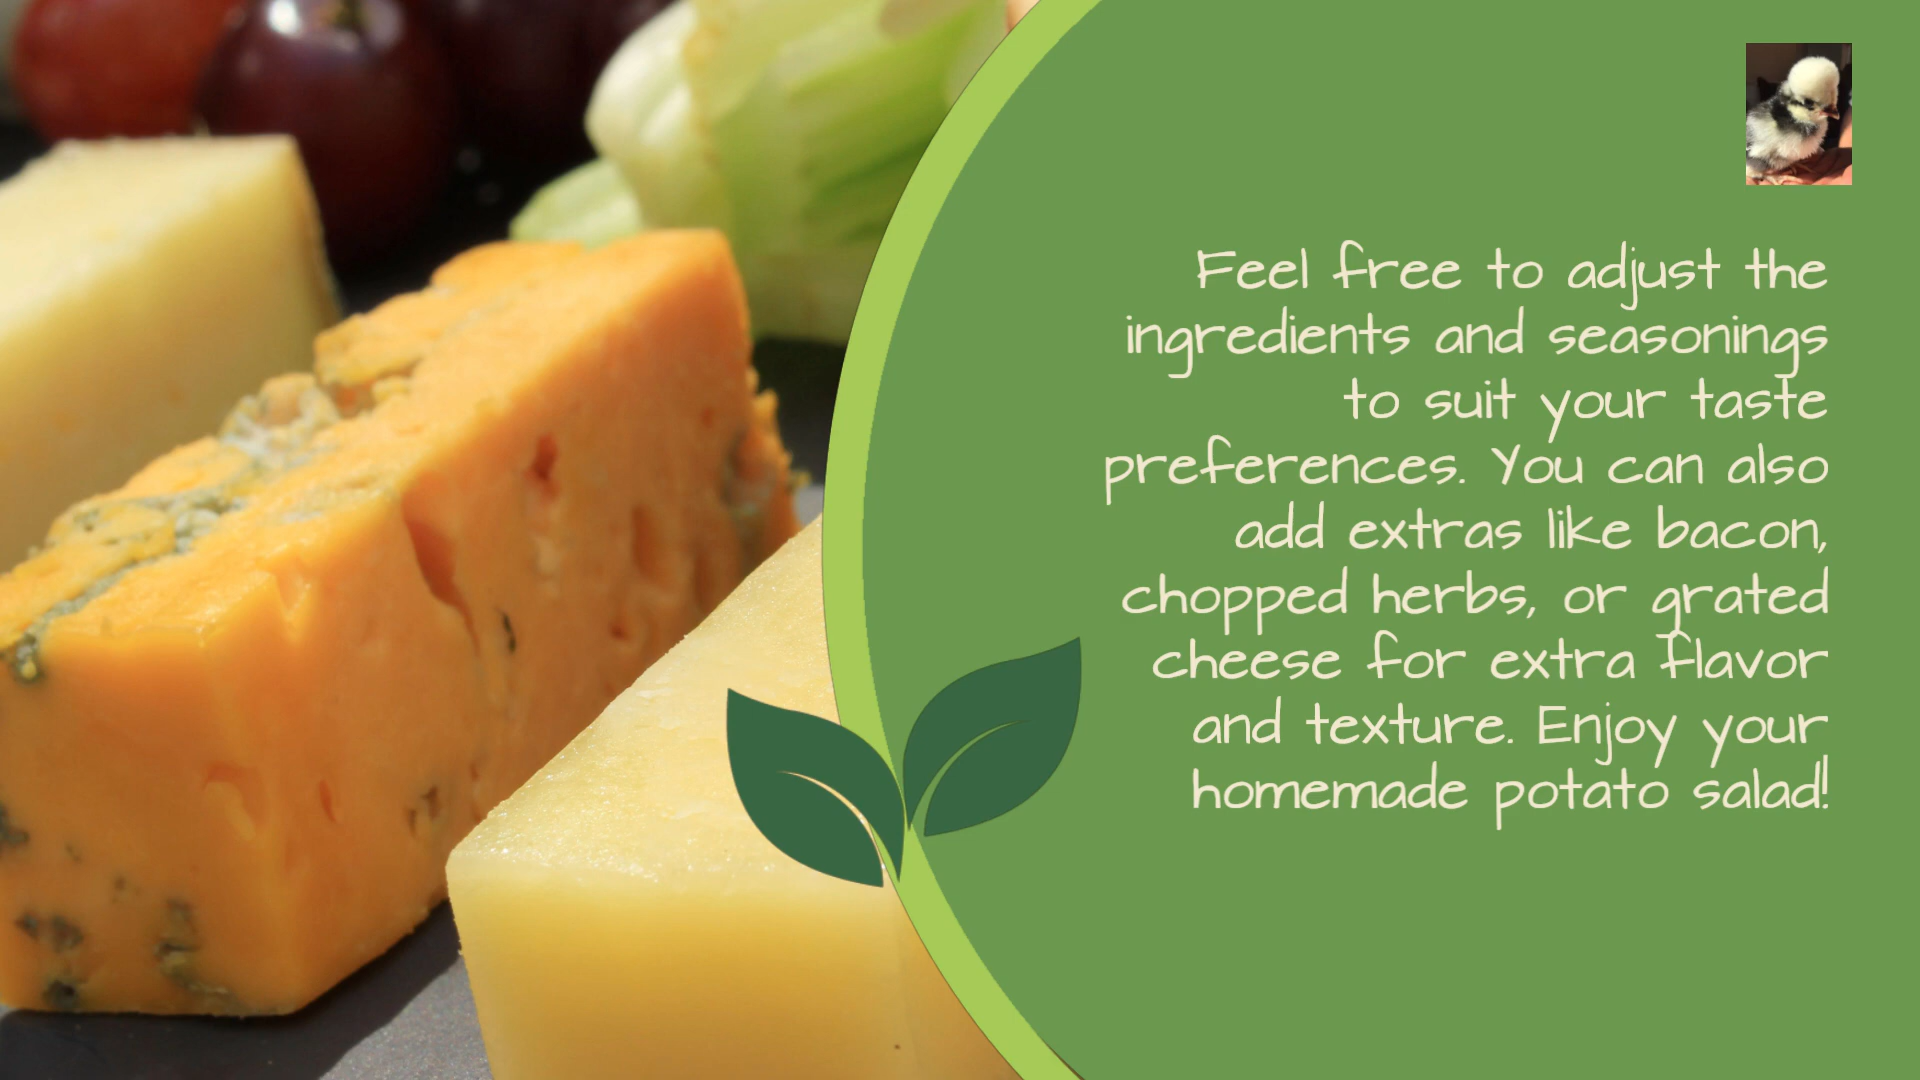 Feel free to adjust the
ingredients and seasonings
to suit your taste
preferences. You can also
add extras like bacon,
chopped herbs, or grated
cheese for extra flavor
and texture. Enjoy your
homemade potato salad!